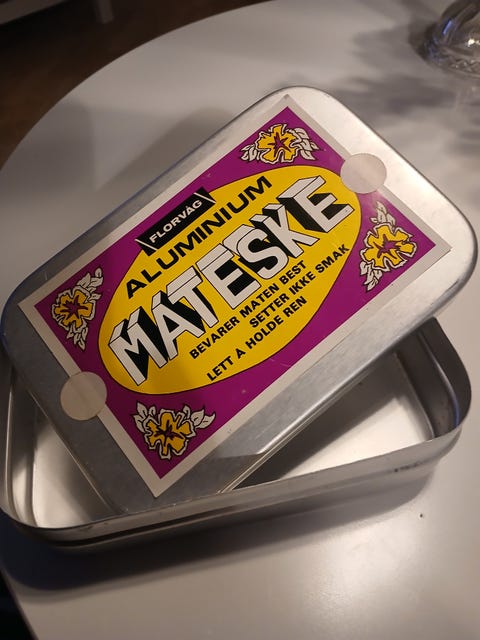 FLORVÅG
ALUMINIUM
MATESKE
BEVARER MATEN BEST
SETTER IKKE SMAK
LETT A HOLDE REN